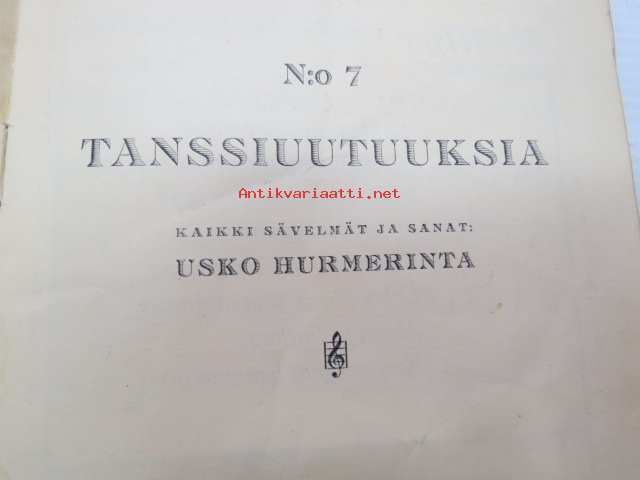 N:o 7
TANSSIUUTUUKSIA
Antikvariaatti.net
KAIKKI SÄVELMÄT JA SANAT:
USKO HURMERINTA